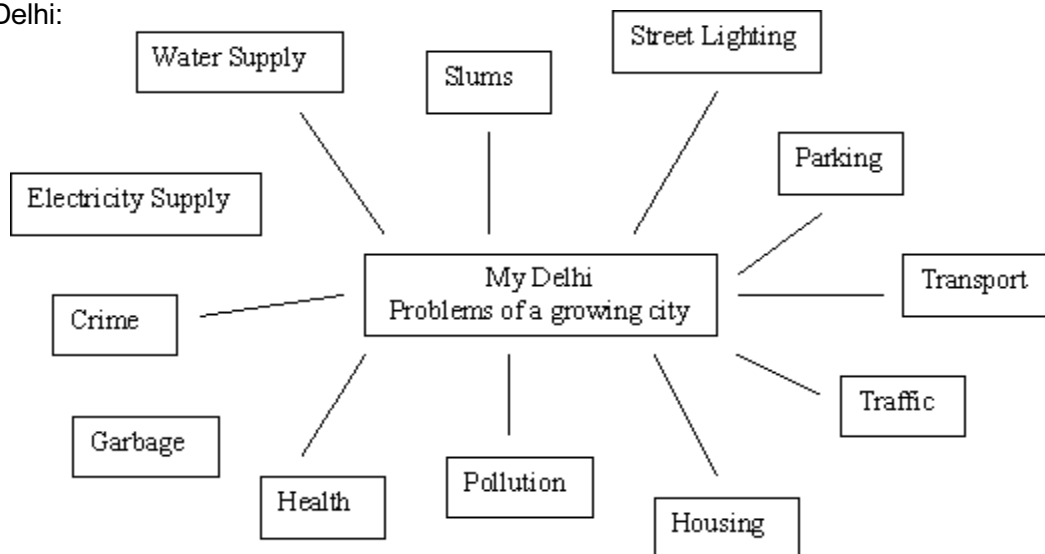 Delhi:
Street Lighting
Water Supply
Slums
Parking
Electricity Supply
My Delhi
Problems of a growing city
Transport
Crime
Traffic
Garbage
Pollution
Health
Housing